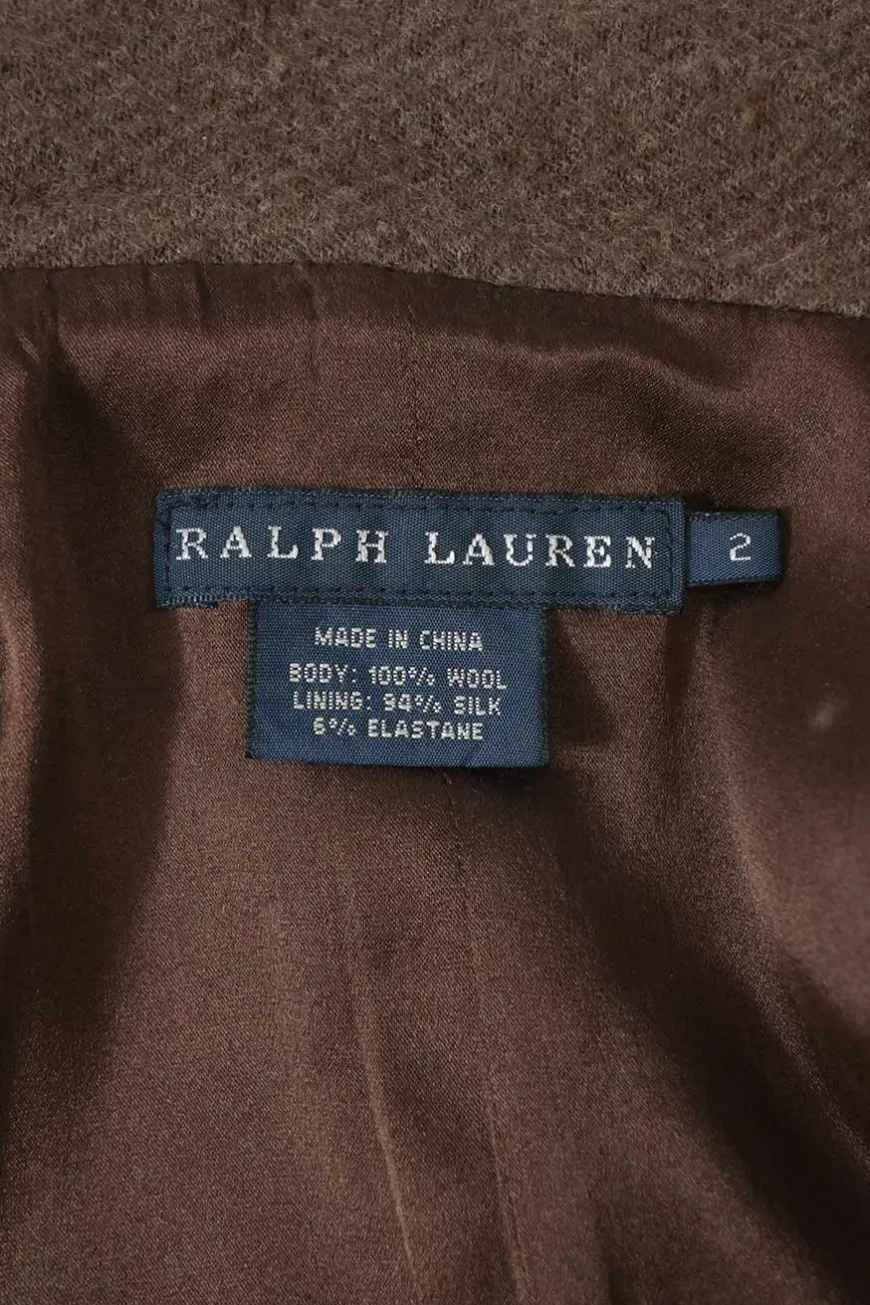 RALPH LAUREN 2
MADE IN CHINA
BODY: 100% WOOL
LINING: 94% SILK
6% ELASTANE